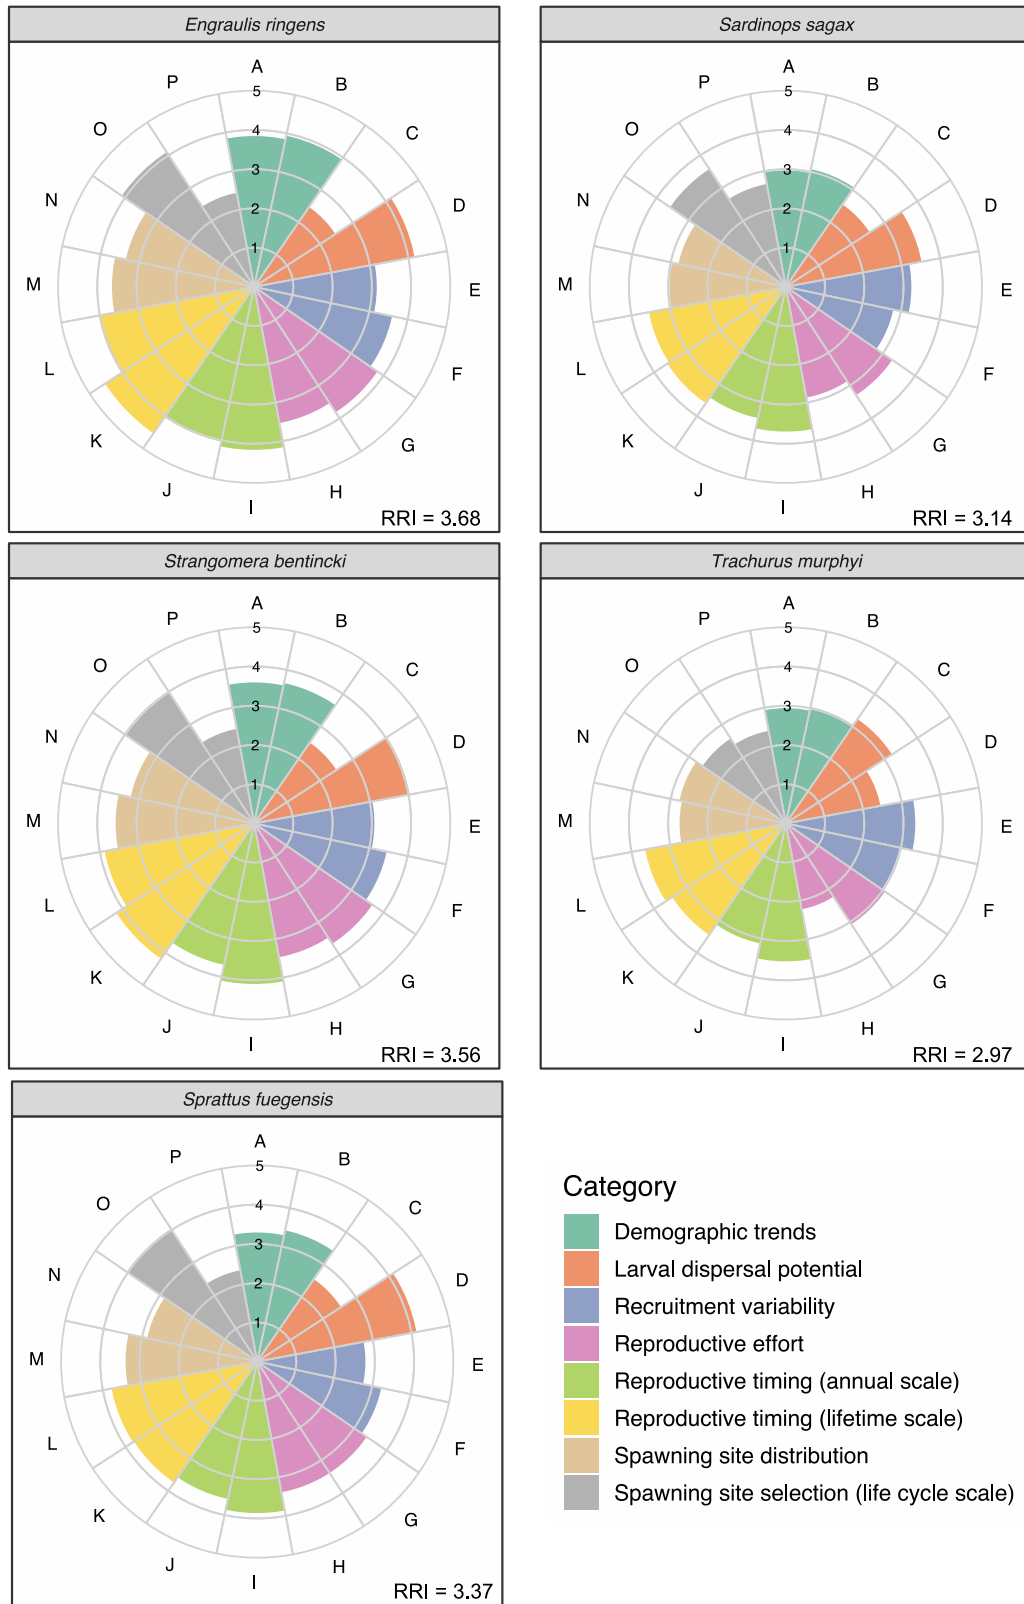 Engraulis ringens
A
B
C
D
E
F
G
H
I
J
K
L
M
N
O
P
5
4
3
2
1
RRI = 3.68
Sardinops sagax
A
B
C
D
E
F
G
H
I
J
K
L
M
N
O
P
5
4
3
2
1
RRI = 3.14
Strangomera bentincki
A
B
C
D
E
F
G
H
I
J
K
L
M
N
O
P
5
4
3
2
1
RRI = 3.56
Trachurus murphyi
A
B
C
D
E
F
G
H
I
J
K
L
M
N
O
P
5
4
3
2
1
RRI = 2.97
Sprattus fuegensis
A
B
C
D
E
F
G
H
I
J
K
L
M
N
O
P
5
4
3
2
1
RRI = 3.37
Category
Demographic trends
Larval dispersal potential
Recruitment variability
Reproductive effort
Reproductive timing (annual scale)
Reproductive timing (lifetime scale)
Spawning site distribution
Spawning site selection (life cycle scale)